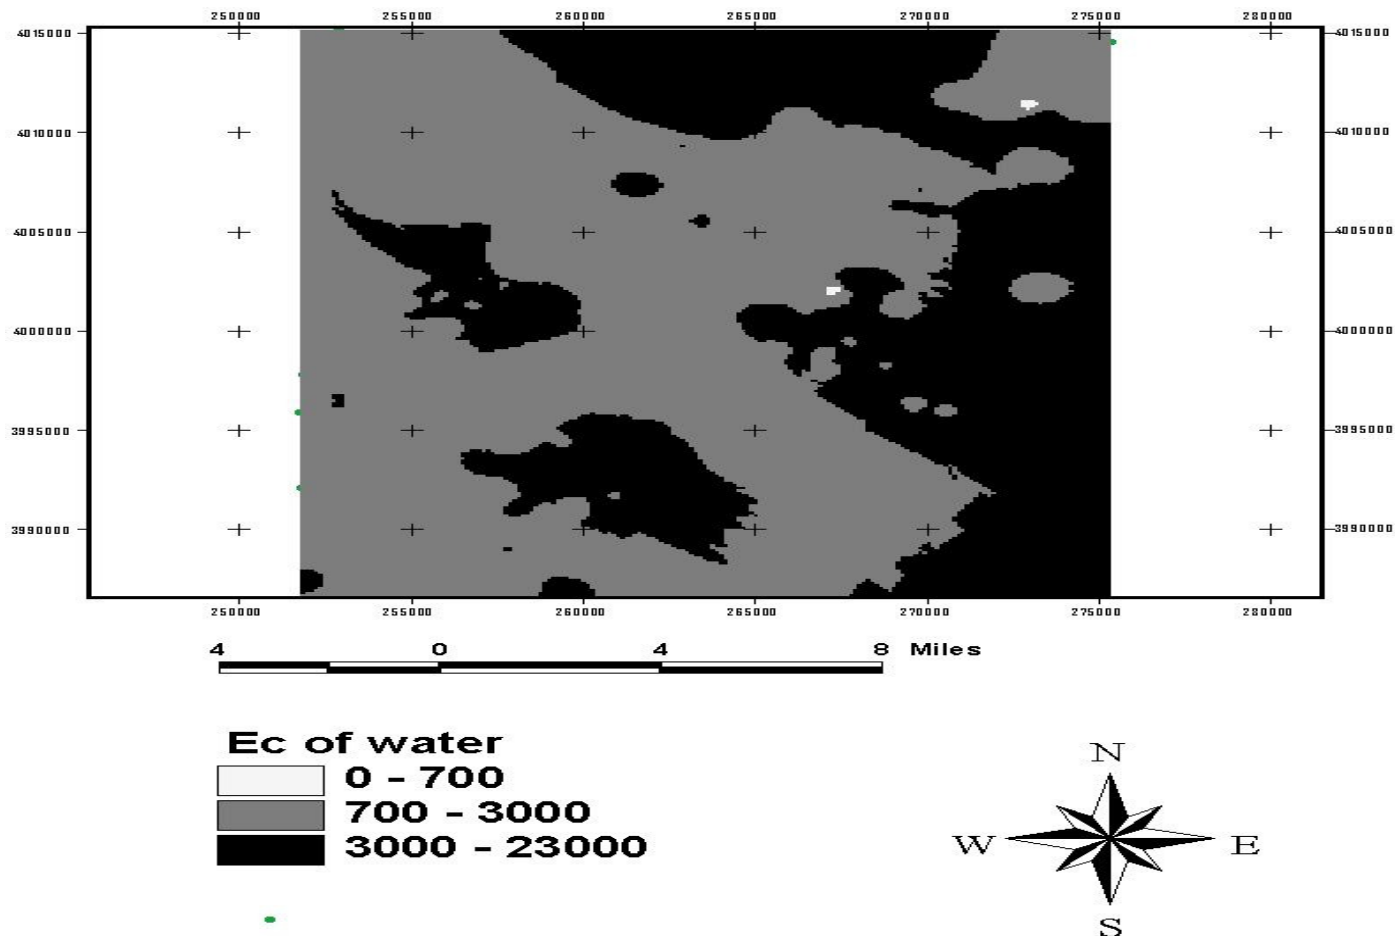 250000 255000 260000 265000 270000 275000 280000
4015000 4015000
4010000 4010000
4005000 4005000
4000000 4000000
3995000 3995000
3990000 3990000
250000 255000 260000 265000 270000 275000 280000
4 0 4 8 Miles
Ec of water
0 - 700
700 - 3000
3000 - 23000
N
W E
S